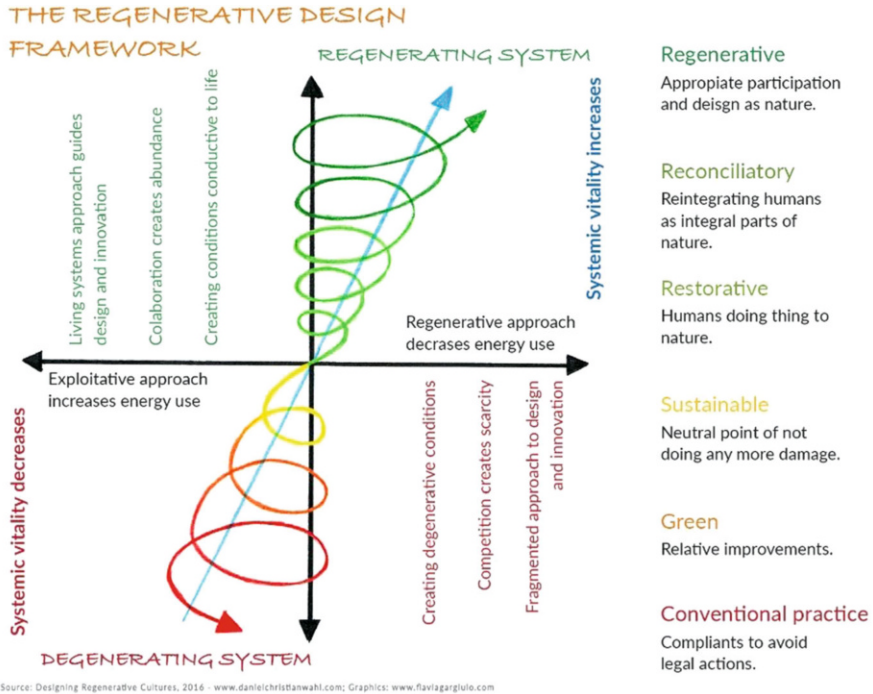 THE REGENERATIVE DESIGN
FRAMEWORK
REGENERATING SYSTEM
Living systems approach guides
design and innovation
Colaboration creates abundance
Creating conditions conductive to life
Systemic vitality increases
Regenerative approach
decrases energy use
Exploitative approach
increases energy use
Systemic vitality decreases
Creating degenerative conditions
Competition creates scarcity
Fragmented approach to design
and innovation
DEGENERATING SYSTEM
Regenerative
Appropiate participation
and deisgn as nature.
Reconciliatory
Reintegrating humans
as integral parts of
nature.
Restorative
Humans doing thing to
nature.
Sustainable
Neutral point of not
doing any more damage.
Green
Relative improvements.
Conventional practice
Compliants to avoid
legal actions.
Source: Designing Regenerative Cultures, 2016 - www.danielchristianwahl.com; Graphics: www.flaviagargiulo.com